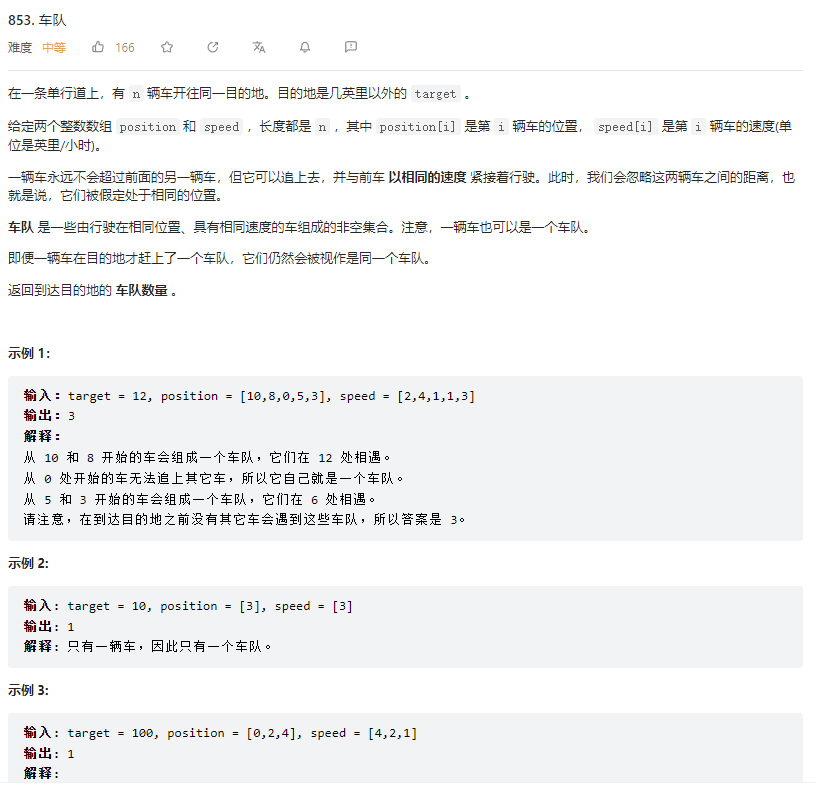 853. 车队
难度 中等 166
在一条单行道上，有 n 辆车开往同一目的地。目的地是几英里以外的 target 。
给定两个整数数组 position 和 speed ，长度都是 n ，其中 position[i] 是第 i 辆车的位置， speed[i] 是第 i 辆车的速度(单
位是英里/小时)。
一辆车永远不会超过前面的另一辆车，但它可以追上去，并与前车 以相同的速度 紧接着行驶。此时，我们会忽略这两辆车之间的距离，也
就是说，它们被假定处于相同的位置。
车队 是一些由行驶在相同位置、具有相同速度的车组成的非空集合。注意，一辆车也可以是一个车队。
即便一辆车在目的地才赶上了一个车队，它们仍然会被视作是同一个车队。
返回到达目的地的 车队数量 。
示例 1:
输入：target = 12, position = [10,8,0,5,3], speed = [2,4,1,1,3]
输出：3
解释：
从 10 和 8 开始的车会组成一个车队，它们在 12 处相遇。
从 0 处开始的车无法追上其它车，所以它自己就是一个车队。
从 5 和 3 开始的车会组成一个车队，它们在 6 处相遇。
请注意，在到达目的地之前没有其它车会遇到这些车队，所以答案是 3。
示例 2:
输入: target = 10, position = [3], speed = [3]
输出: 1
解释: 只有一辆车，因此只有一个车队。
示例 3:
输入: target = 100, position = [0,2,4], speed = [4,2,1]
输出: 1
解释: